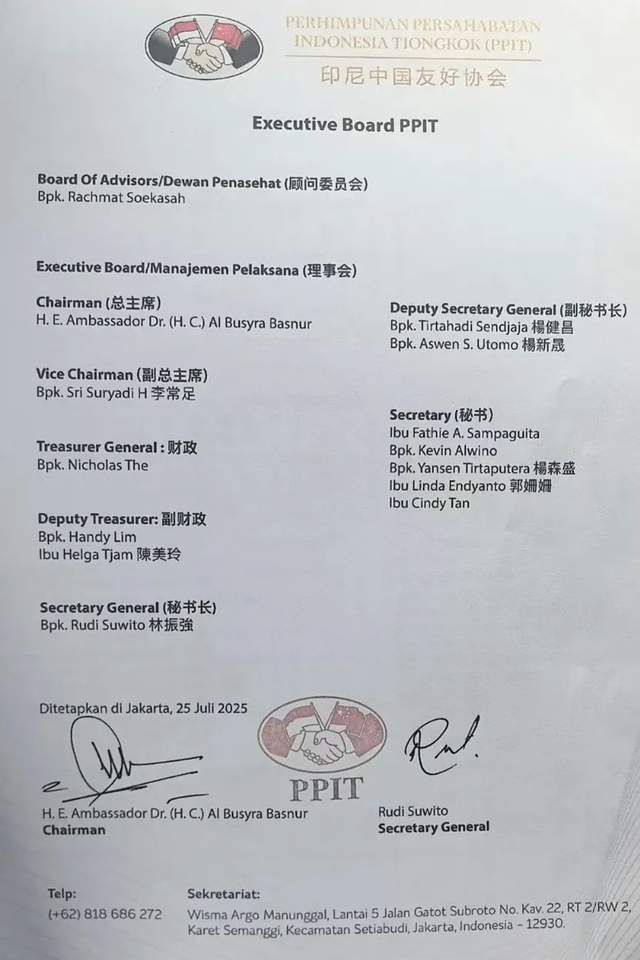 PERHIMPUNAN PERSAHABATAN
INDONESIA TIONGKOK (PPIT)
印尼中国友好协会
Executive Board PPIT
Board Of Advisors/Dewan Penasehat (顾问委员会)
Bpk. Rachmat Soekasah
Executive Board/Manajemen Pelaksana (理事会)
Chairman (总主席)
H. E. Ambassador Dr. (H. C.) Al Busyra Basnur
Vice Chairman (副总主席)
Bpk. Sri Suryadi H 李常足
Treasurer General : 财政
Bpk. Nicholas The
Deputy Treasurer: 副财政
Bpk. Handy Lim
Ibu Helga Tjam 陳美玲
Secretary General (秘书长)
Bpk. Rudi Suwito 林振強
Deputy Secretary General (副秘书长)
Bpk. Tirtahadi Sendjaja 楊健昌
Bpk. Aswen S. Utomo 楊新晟
Secretary (秘书)
Ibu Fathie A. Sampaguita
Bpk. Kevin Alwino
Bpk. Yansen Tirtaputera 楊森盛
Ibu Linda Endyanto 郭姍姍
Ibu Cindy Tan
Ditetapkan di Jakarta, 25 Juli 2025
PPIT
H. E. Ambassador Dr. (H. C.) Al Busyra Basnur
Chairman
Rudi Suwito
Secretary General
Telp:
(+62) 818 686 272
Sekretariat:
Wisma Argo Manunggal, Lantai 5 Jalan Gatot Subroto No. Kav. 22, RT 2/RW 2,
Karet Semanggi, Kecamatan Setiabudi, Jakarta, Indonesia – 12930.